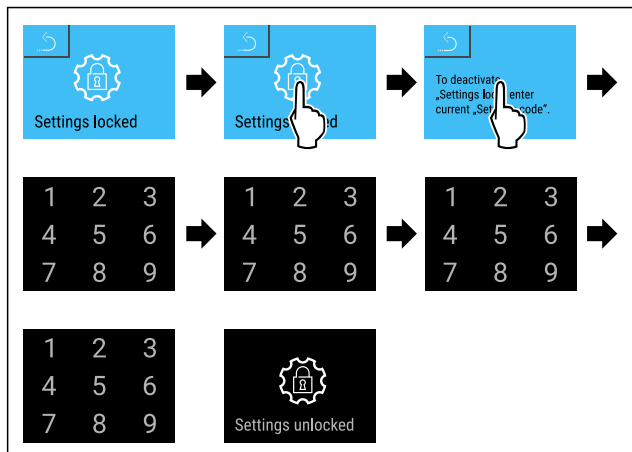 Settings locked
Settings
To deactivate
„Settings enter
current code”.
1 2 3
4 5 6
7 8 9
1 2 3
4 5 6
7 8 9
1 2 3
4 5 6
7 8 9
1 2 3
4 5 6
7 8 9
Settings unlocked